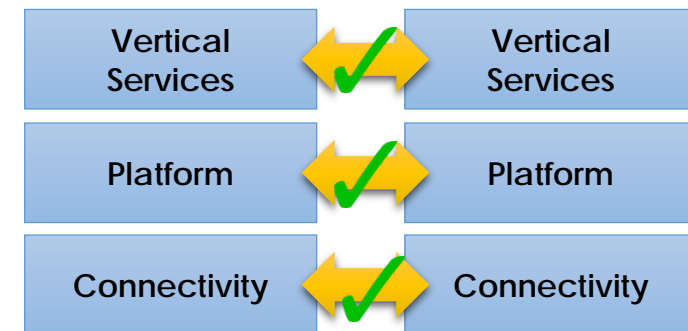 Vertical
Services
Vertical
Services
Platform
Platform
Connectivity
Connectivity